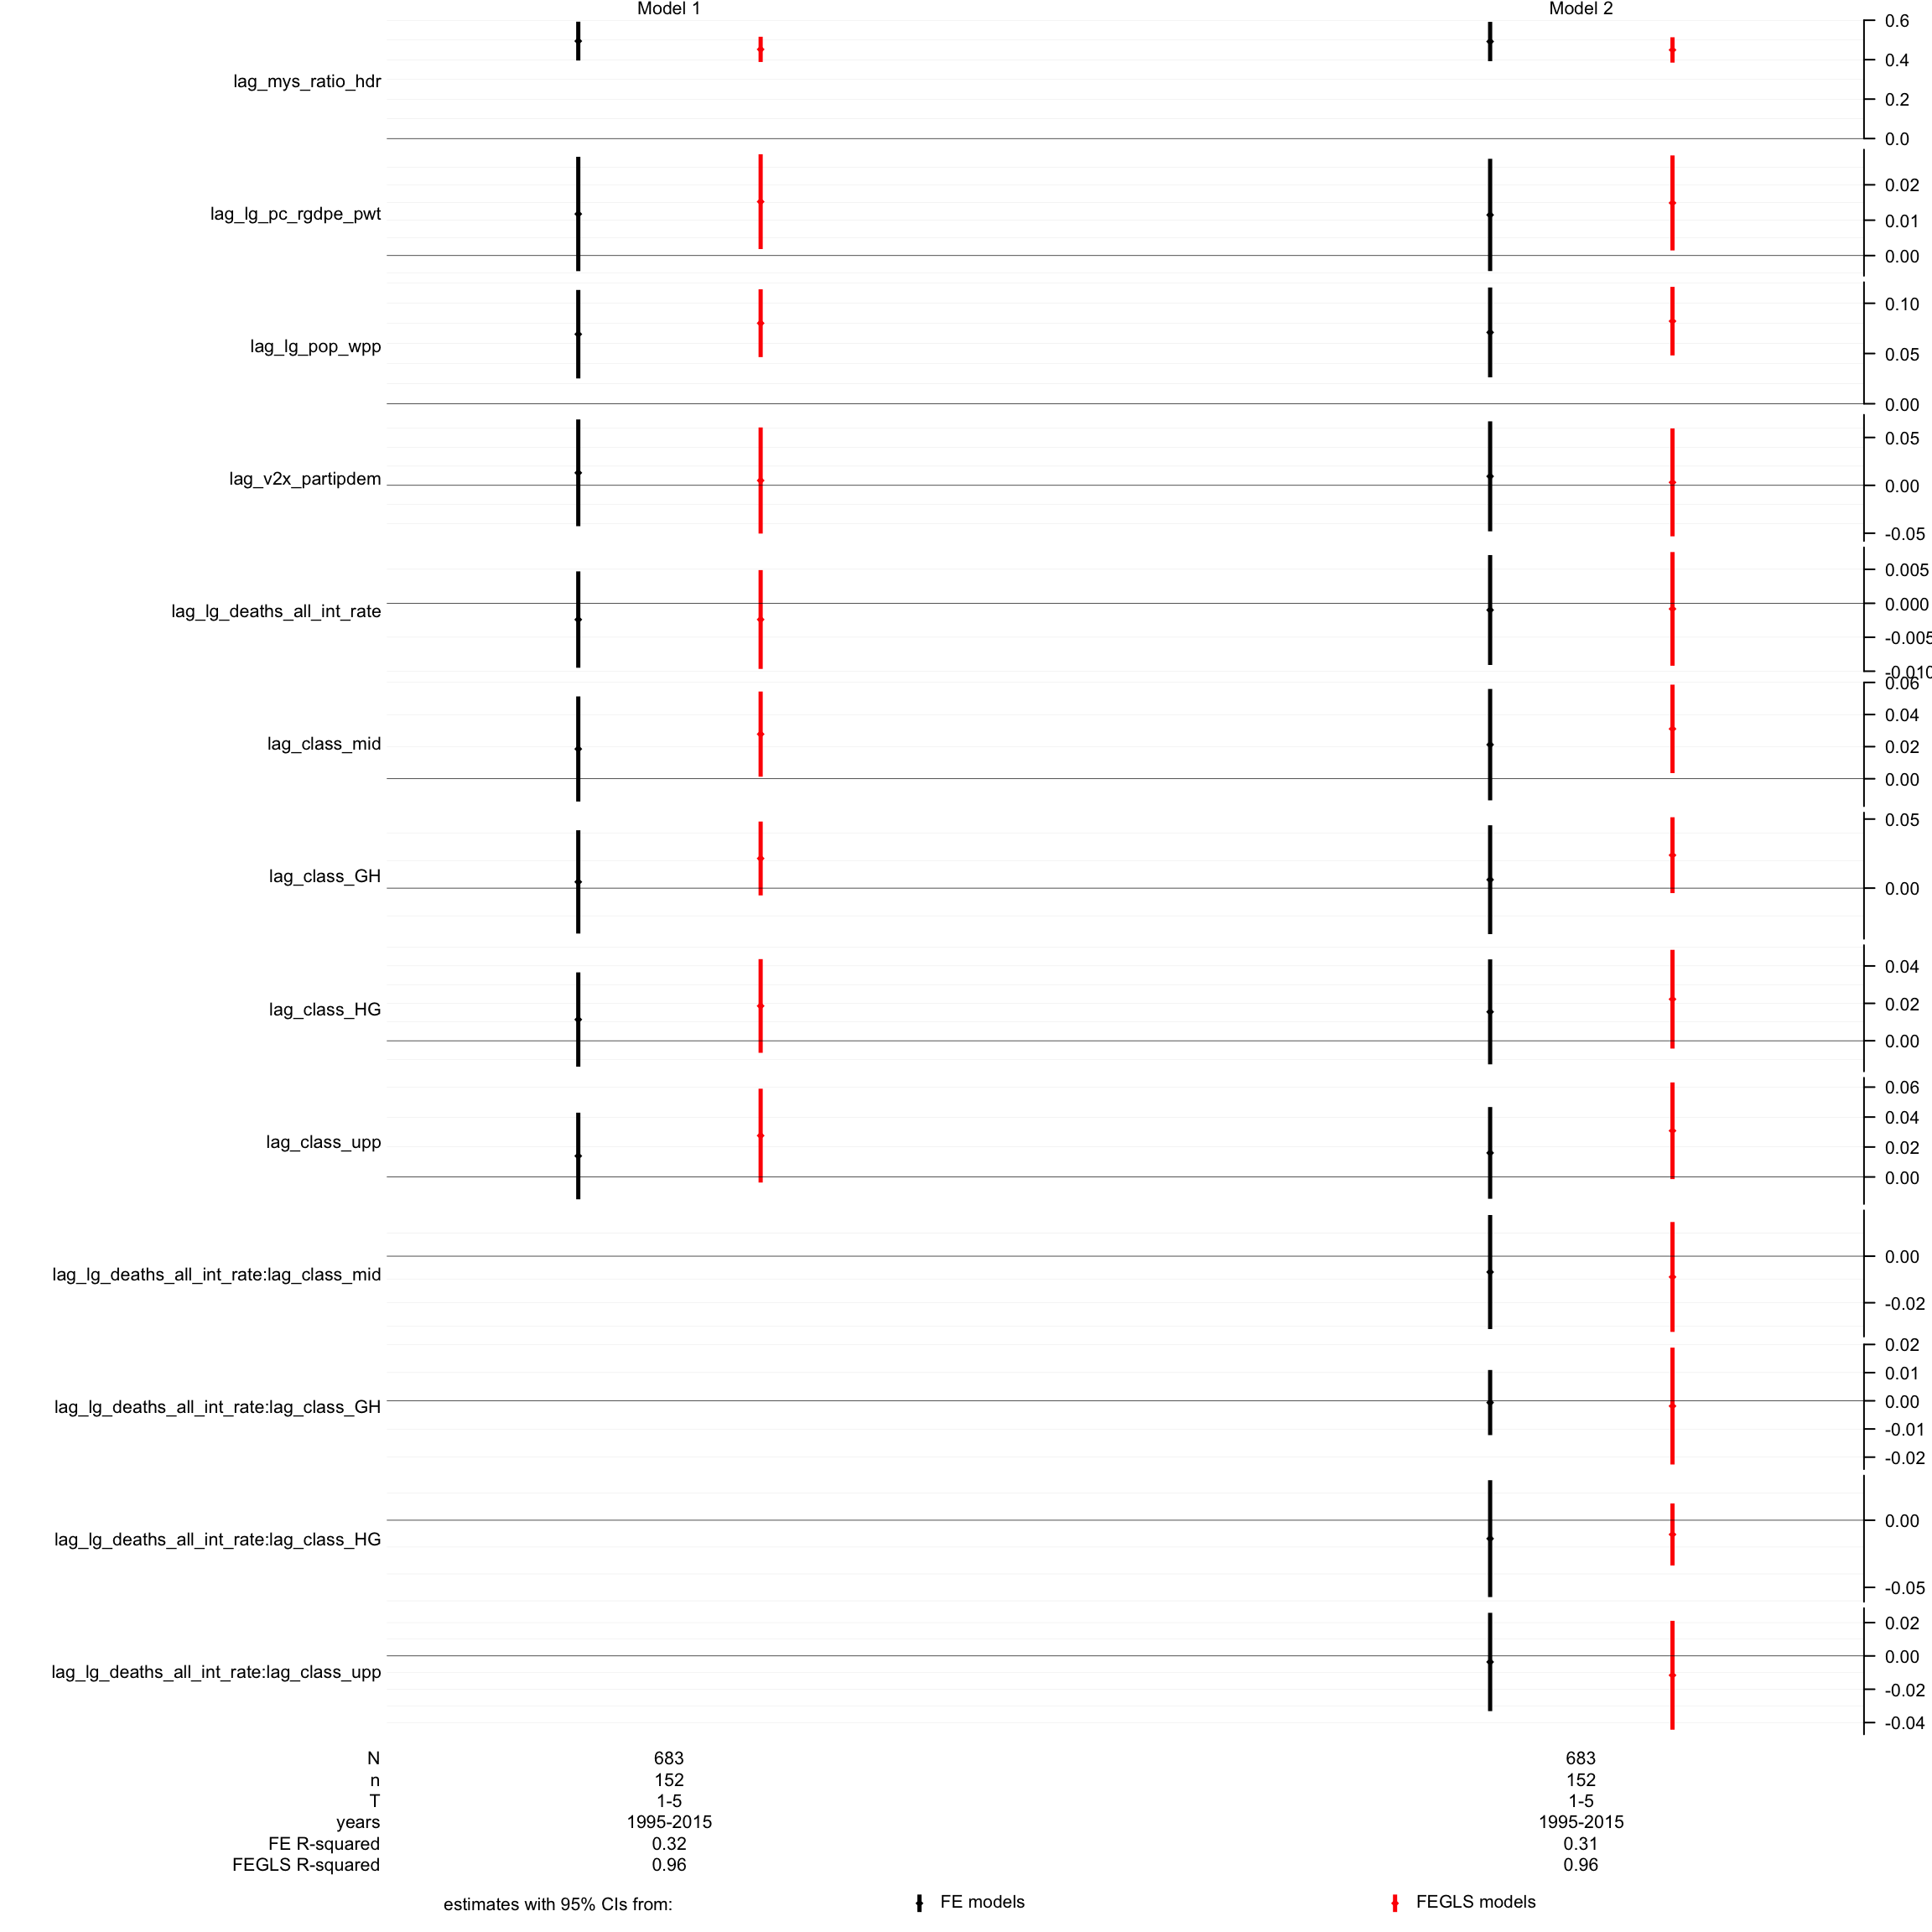 Model 1 Model 2
lag_mys_ratio_hdr
0.6
0.4
0.2
0.0
lag_lg_pc_rgdpe_pwt
0.02
0.01
0.00
lag_lg_pop_wpp
0.10
0.05
0.00
lag_v2x_partipdem
0.05
0.00
-0.05
lag_lg_deaths_all_int_rate
0.005
0.000
-0.005
-0.010
lag_class_mid
0.06
0.04
0.02
0.00
lag_class_GH
0.05
0.00
lag_class_HG
0.04
0.02
0.00
lag_class_upp
0.06
0.04
0.02
0.00
lag_lg_deaths_all_int_rate:lag_class_mid
0.00
-0.02
lag_lg_deaths_all_int_rate:lag_class_GH
0.02
0.01
0.00
-0.01
-0.02
lag_lg_deaths_all_int_rate:lag_class_HG
0.00
-0.05
lag_lg_deaths_all_int_rate:lag_class_upp
0.02
0.00
-0.02
-0.04
N 683 683
n 152 152
T 1-5 1-5
years 1995-2015 1995-2015
FE R-squared 0.32 0.31
FEGLS R-squared 0.96 0.96
estimates with 95% CIs from: FE models FEGLS models